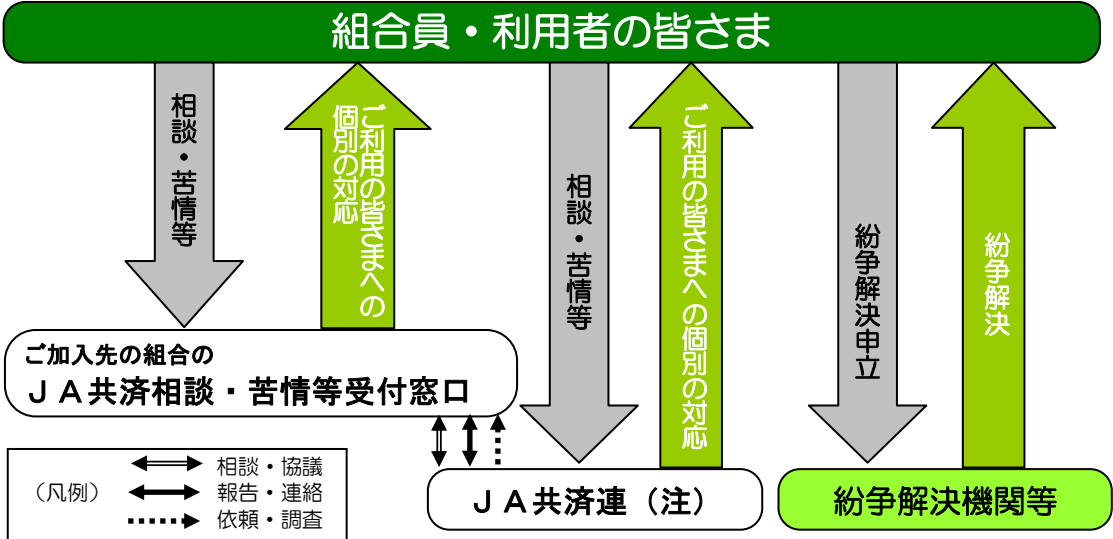 組合員・利用者の皆さま
相談・苦情等
ご利用の皆さまへの
個別の対応
相談・苦情等
ご利用の皆さまへの個別の対応
紛争解決申立
紛争解決
ご加入先の組合の
ＪＡ共済相談・苦情等受付窓口
ＪＡ共済連（注）
紛争解決機関等
（凡例）
相談・協議
報告・連絡
依頼・調査